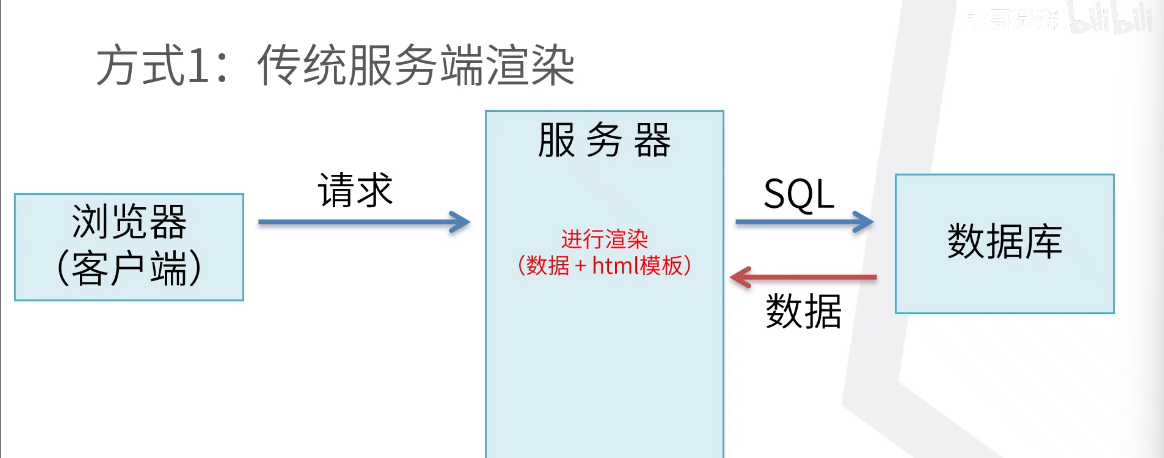 bilibili
方式1：传统服务端渲染
服 务 器
请求
SQL
浏览器
（客户端）
进行渲染
（数据 + html模板）
数据库
数据